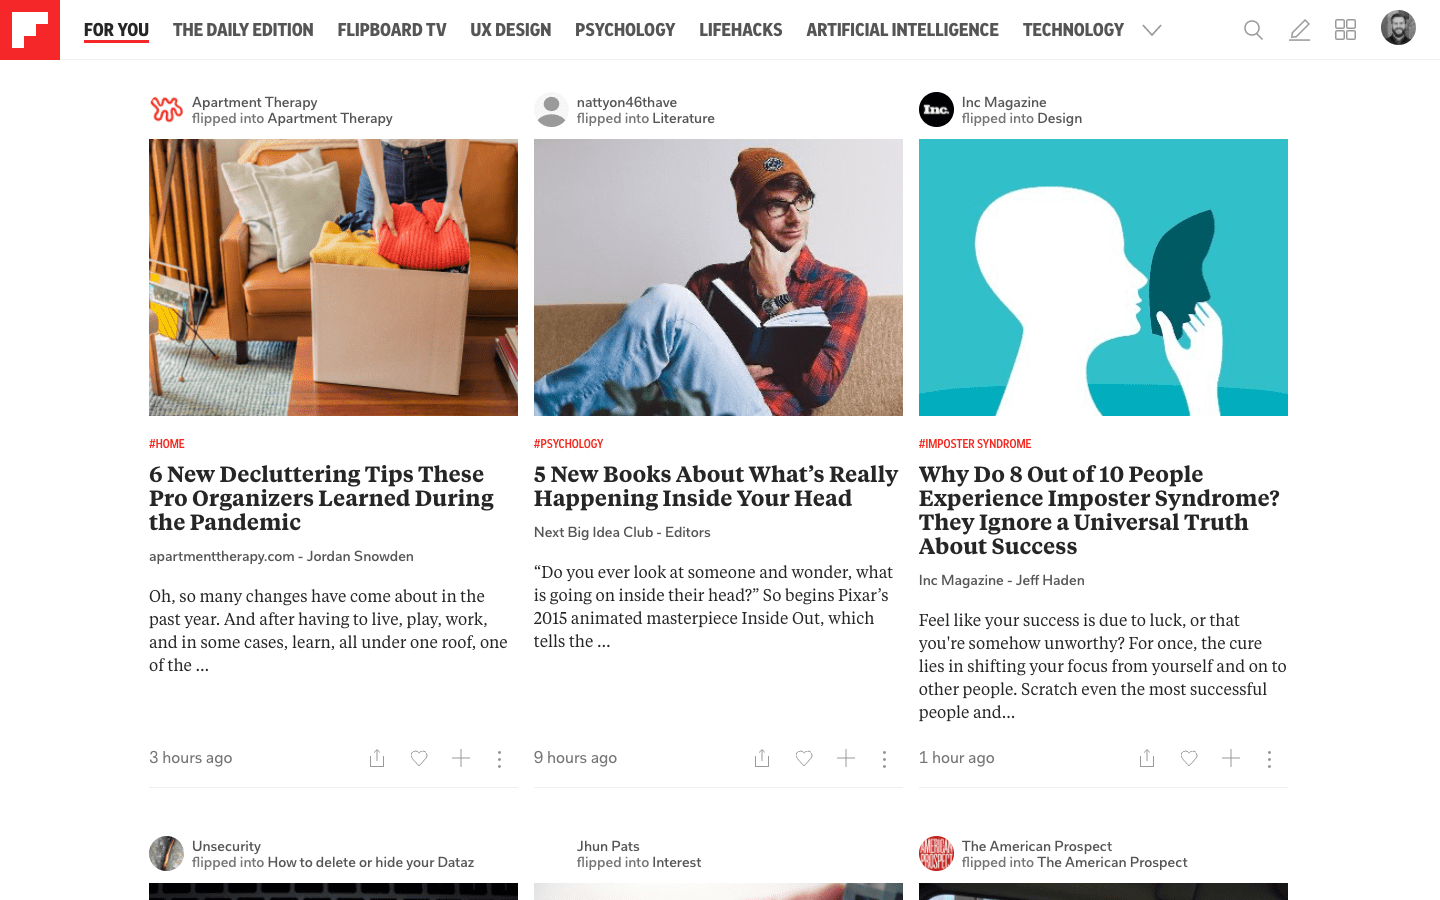 FOR YOU THE DAILY EDITION FLIPBOARD TV UX DESIGN PSYCHOLOGY LIFEHACKS ARTIFICIAL INTELLIGENCE TECHNOLOGY
Apartment Therapy
flipped into Apartment Therapy
#HOME
6 New Decluttering Tips These
Pro Organizers Learned During
the Pandemic
apartmenttherapy.com - Jordan Snowden
Oh, so many changes have come about in the
past year. And after having to live, play, work,
and in some cases, learn, all under one roof, one
of the ...
3 hours ago
nattyon46thave
flipped into Literature
#PSYCHOLOGY
5 New Books About What’s Really
Happening Inside Your Head
Next Big Idea Club - Editors
“Do you ever look at someone and wonder, what
is going on inside their head?” So begins Pixar’s
2015 animated masterpiece Inside Out, which
tells the ...
9 hours ago
Inc.
Inc Magazine
flipped into Design
#IMPOSTER SYNDROME
Why Do 8 Out of 10 People
Experience Imposter Syndrome?
They Ignore a Universal Truth
About Success
Inc Magazine - Jeff Haden
Feel like your success is due to luck, or that
you're somehow unworthy? For once, the cure
lies in shifting your focus from yourself and on to
other people. Scratch even the most successful
people and...
1 hour ago
Unsecurity
flipped into How to delete or hide your Dataz
Jhun Pats
flipped into Interest
AMERICAN
PROSPECT
The American Prospect
flipped into The American Prospect